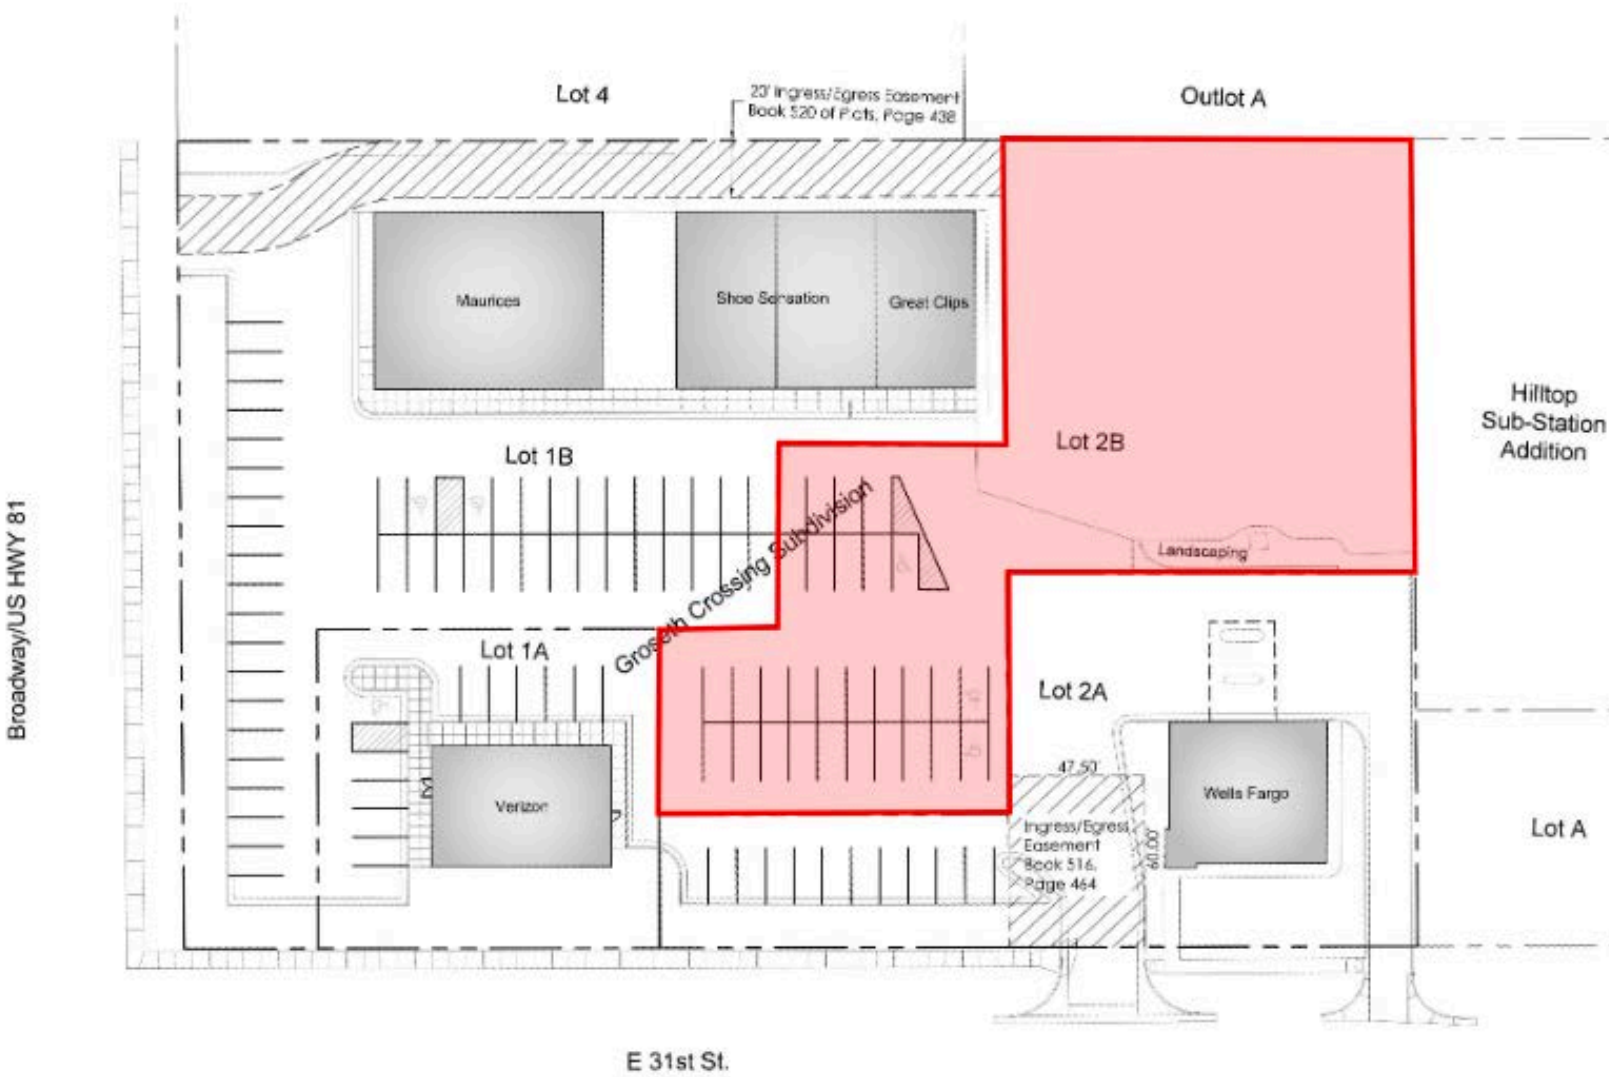 Lot 4
20' Ingress/Egress Easement
Book S20 of Plats, Page 438
Outlot A
Maurices
Shoe Sensation
Great Clips
Hilltop
Sub-Station
Addition
Lot 1B
Lot 2B
Groseth Crossing Subdivision
Landscaping
Broadway/US HWY 81
Lot 1A
Lot 2A
47.50
Verizon
Wells Fargo
Ingress/Egress
Easement
Book S16,
Page 464
60.00'
Lot A
E 31st St.